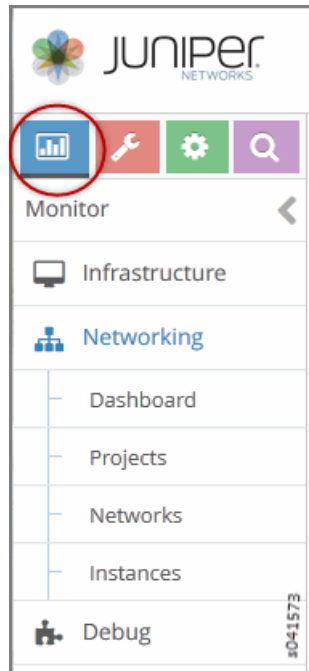 JUNIPER
NETWORKS
Monitor
Infrastructure
Networking
Dashboard
Projects
Networks
Instances
Debug
s041573